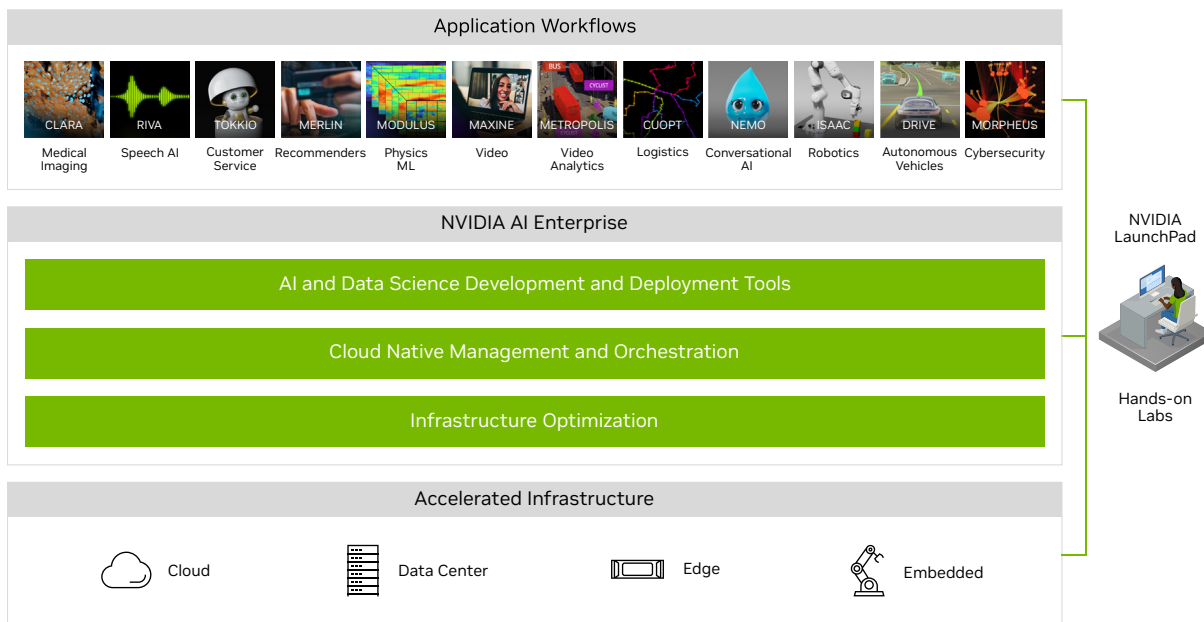 Application Workflows
BUS
CYCLIST
CLARA
RIVA
TOKKIO
MERLIN
MODULUS
MAXINE
METROPOLIS
CUOPT
NEMO
ISAAC
DRIVE
MORPHEUS
Medical
Imaging
Speech AI
Customer
Service
Recommenders
Physics
ML
Video
Video
Analytics
Logistics
Conversational
AI
Robotics
Autonomous
Vehicles
Cybersecurity
NVIDIA AI Enterprise
AI and Data Science Development and Deployment Tools
Cloud Native Management and Orchestration
Infrastructure Optimization
Accelerated Infrastructure
Cloud
Data Center
Edge
Embedded
NVIDIA
LaunchPad
Hands-on
Labs